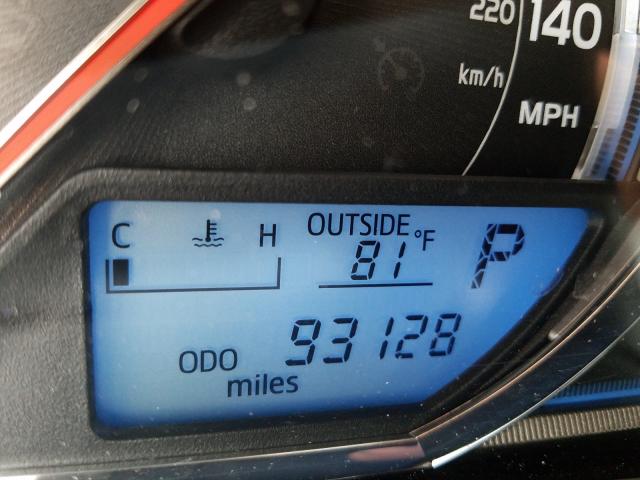 220 140
km/h
MPH
C H OUTSIDE
81 °F P
ODO 93128
miles